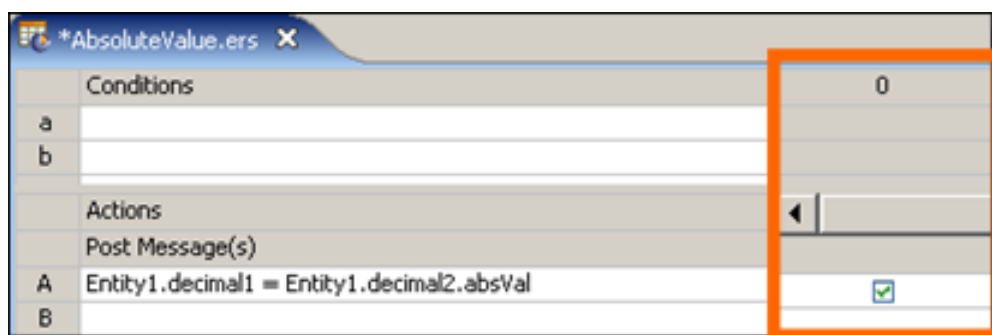 *AbsoluteValue.ers
Conditions 0
a
b
Actions
Post Message(s)
A Entity1.decimal1 = Entity1.decimal2.absVal
B